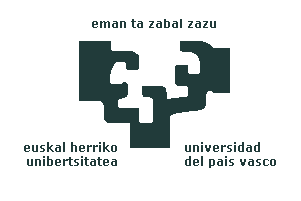 eman ta zabal zazu
euskal herriko
unibertsitatea
universidad
del pais vasco